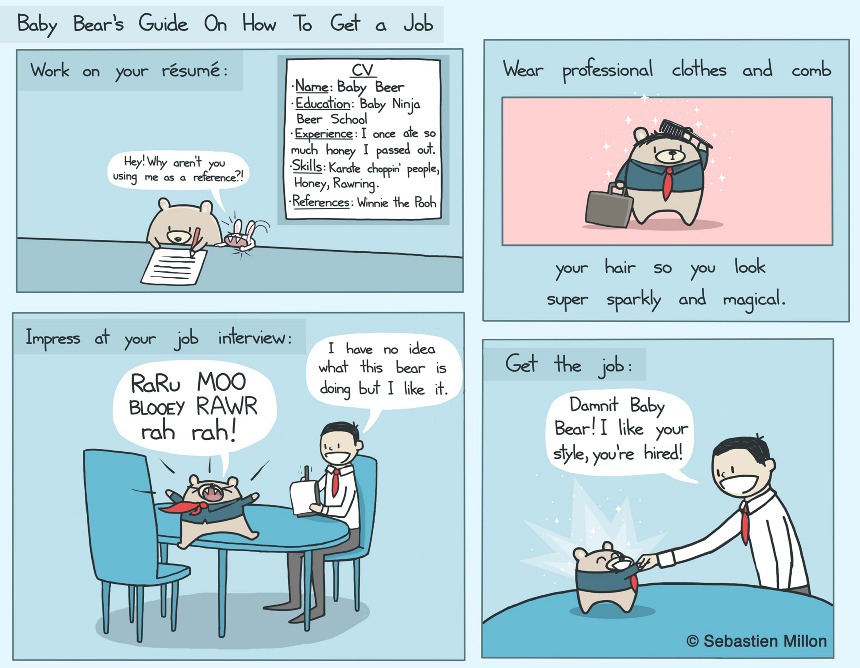 Baby Bear's Guide On How To Get a Job
Work on your résumé:
Hey! Why aren't you
using me as a reference?!
CV
· Name: Baby Beer
· Education: Baby Ninja
Beer School
· Experience: I once ate so
much honey I passed out.
· Skills: Karate choppin' people,
Honey, Rawring.
· References: Winnie the Pooh
Wear professional clothes and comb
your hair so you look
super sparkly and magical.
Impress at your job interview:
RaRu MOO
BLOOEY RAWR
rah rah!
I have no idea
what this bear is
doing but I like it.
Get the job:
Damnit Baby
Bear! I like your
style, you're hired!
© Sebastien Millon